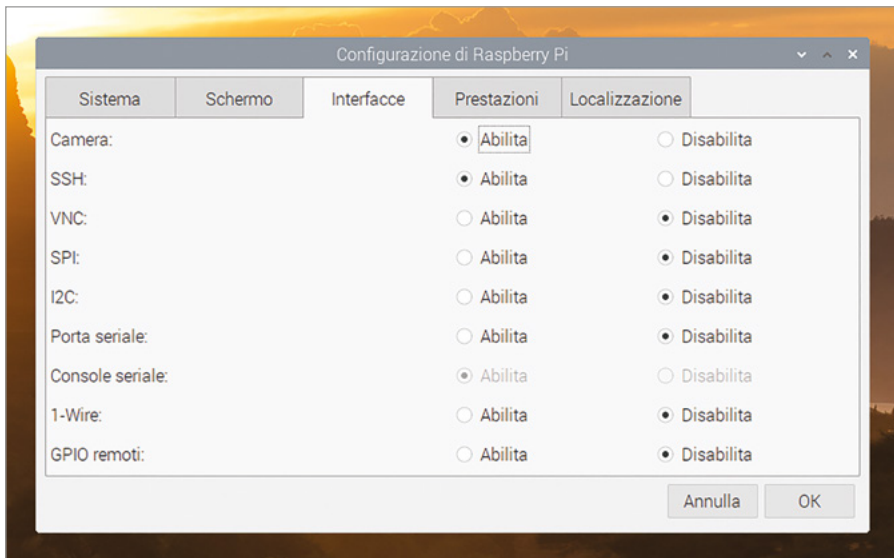 Configurazione di Raspberry Pi
Sistema Schermo Interfacce Prestazioni Localizzazione
Camera: Abilita Disabilita
SSH: Abilita Disabilita
VNC: Abilita Disabilita
SPI: Abilita Disabilita
I2C: Abilita Disabilita
Porta seriale: Abilita Disabilita
Console seriale: Abilita Disabilita
1-Wire: Abilita Disabilita
GPIO remoti: Abilita Disabilita
Annulla OK